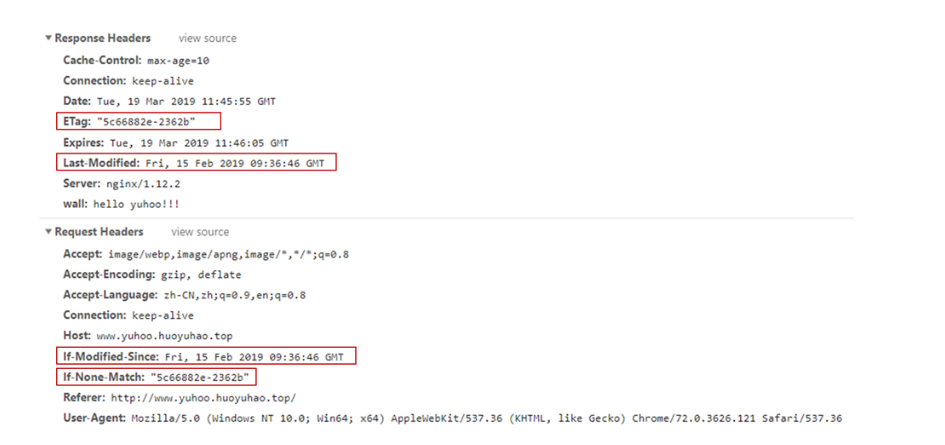 Response Headers view source
Cache-Control: max-age=10
Connection: keep-alive
Date: Tue, 19 Mar 2019 11:45:55 GMT
ETag: "5c66882e-2362b"
Expires: Tue, 19 Mar 2019 11:46:05 GMT
Last-Modified: Fri, 15 Feb 2019 09:36:46 GMT
Server: nginx/1.12.2
wall: hello yuhoo!!!
Request Headers view source
Accept: image/webp,image/apng,image/*,*/*;q=0.8
Accept-Encoding: gzip, deflate
Accept-Language: zh-CN,zh;q=0.9,en;q=0.8
Connection: keep-alive
Host: www.yuhoo.huoyuhao.top
If-Modified-Since: Fri, 15 Feb 2019 09:36:46 GMT
If-None-Match: "5c66882e-2362b"
Referer: http://www.yuhoo.huoyuhao.top/
User-Agent: Mozilla/5.0 (Windows NT 10.0; Win64; x64) AppleWebKit/537.36 (KHTML, like Gecko) Chrome/72.0.3626.121 Safari/537.36